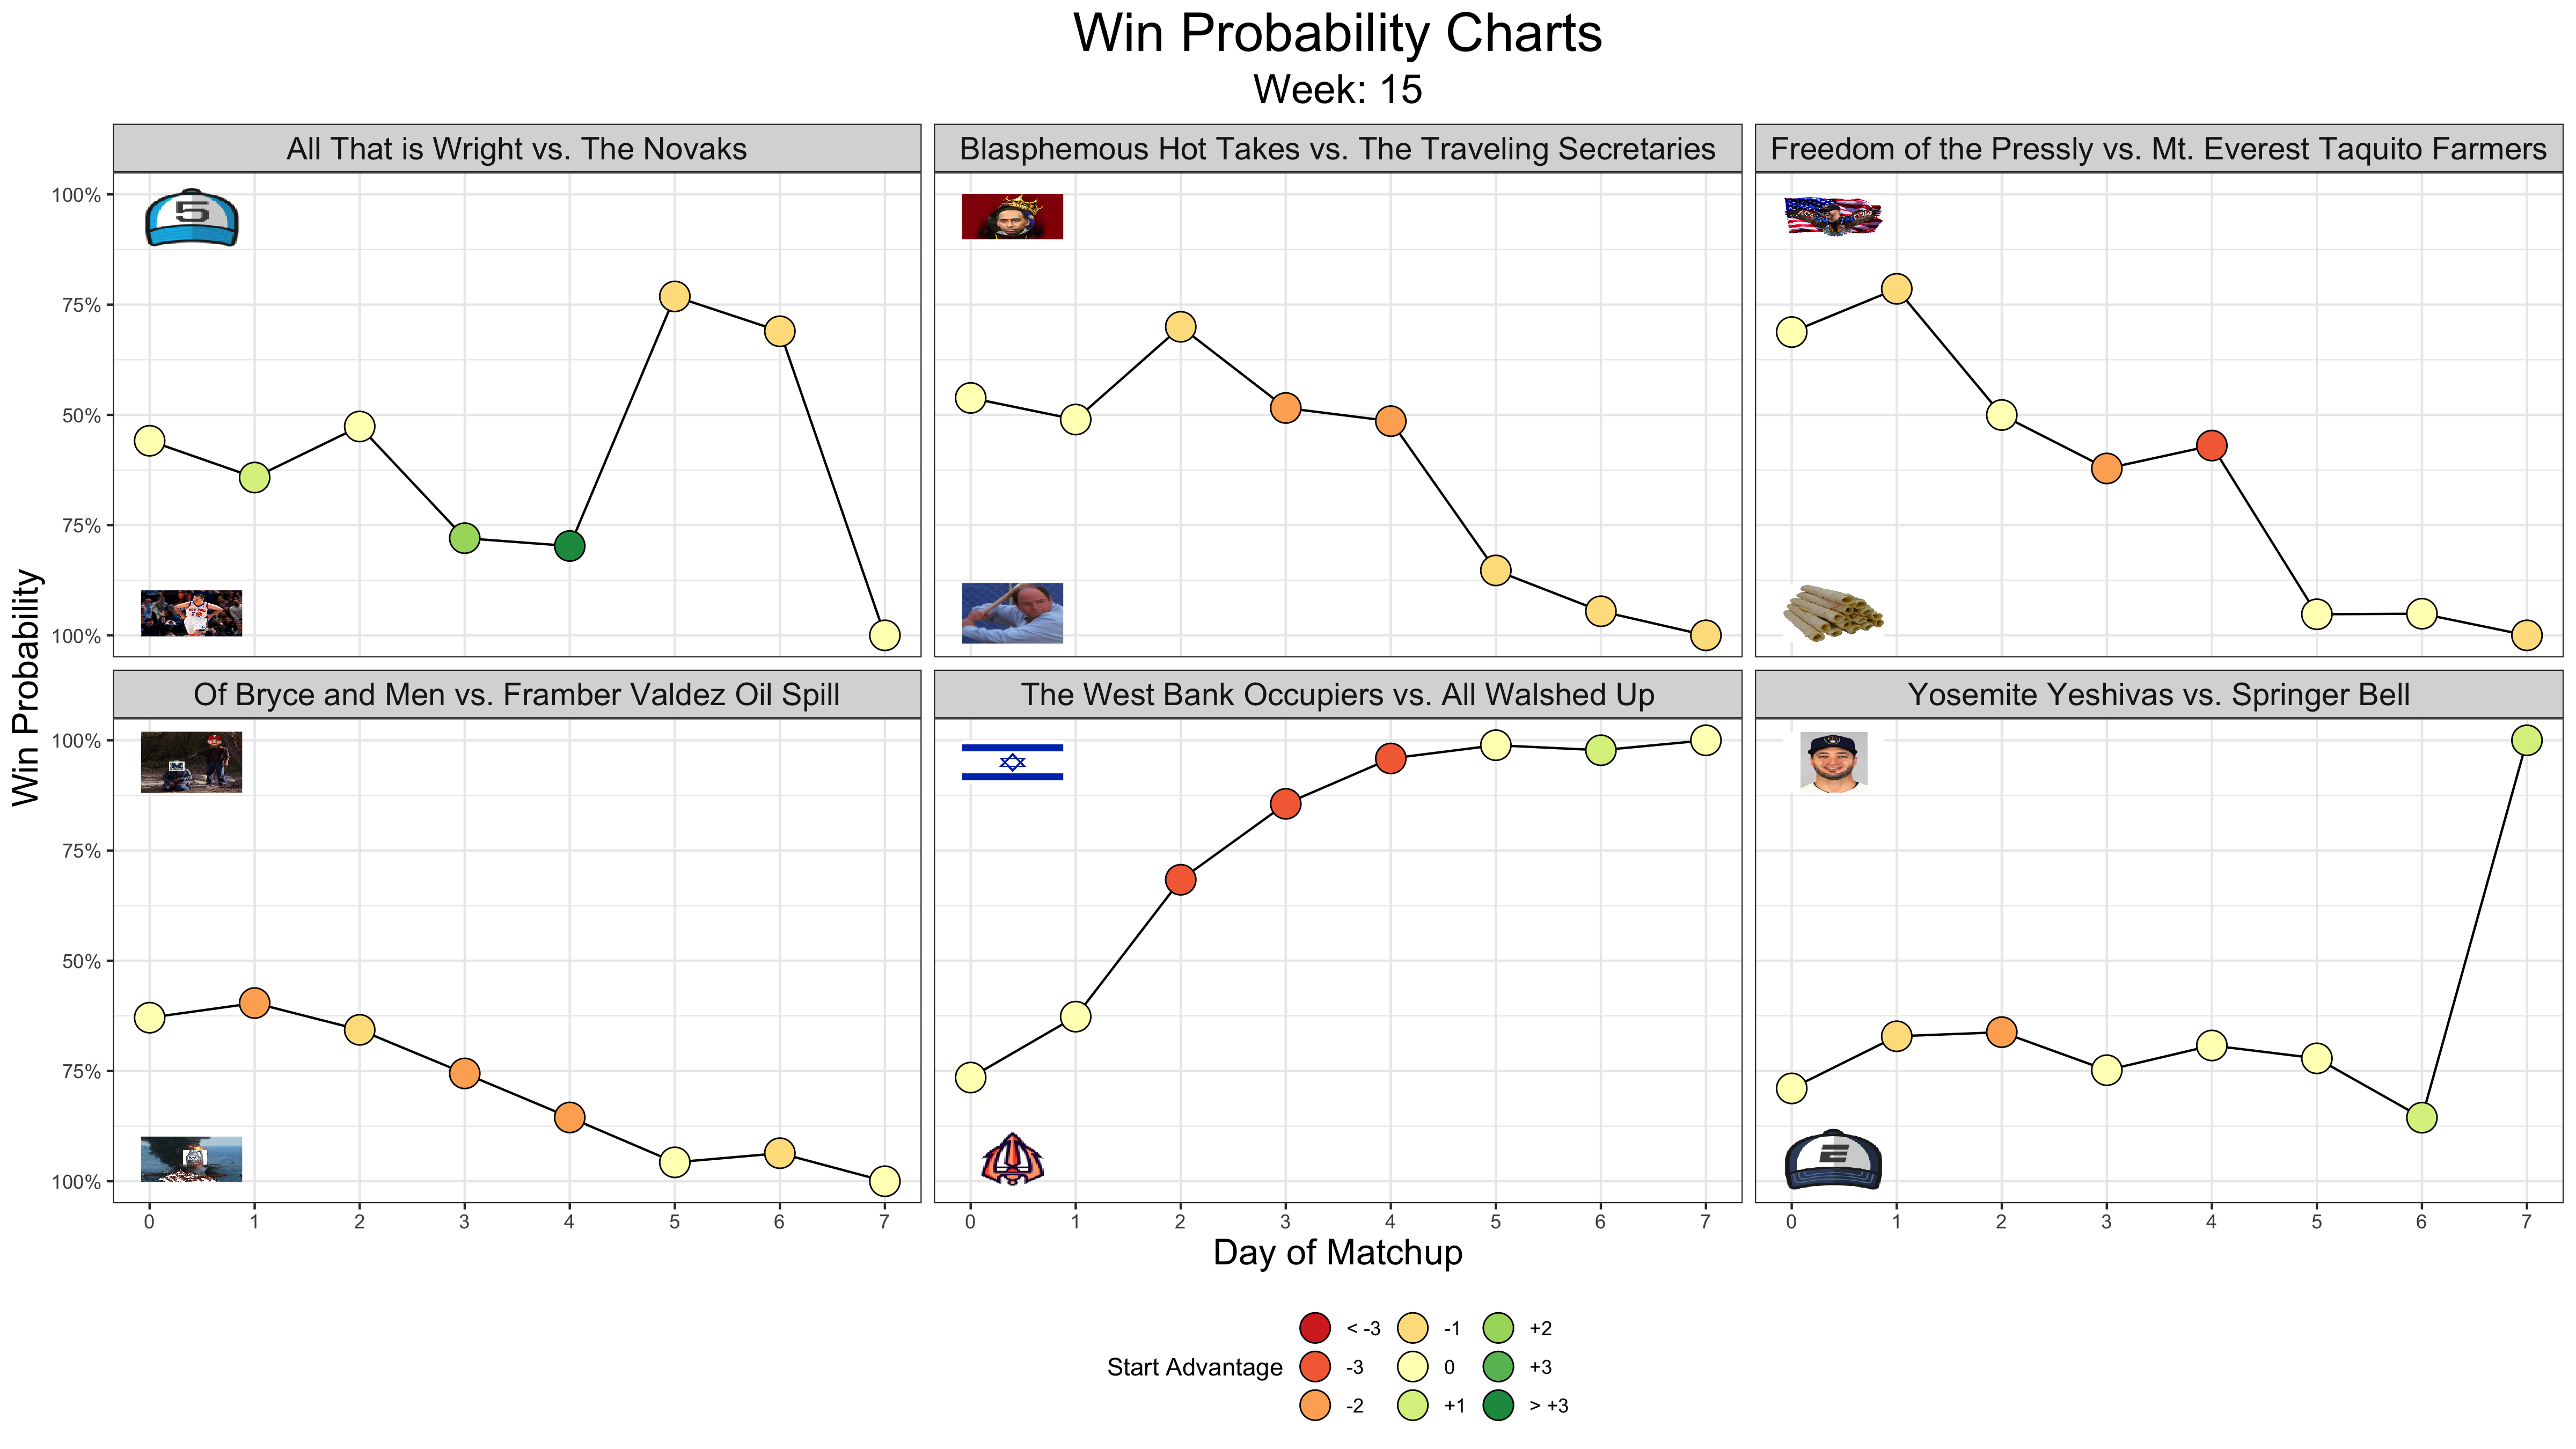 Win Probability Charts
Week: 15
All That is Wright vs. The Novaks
Blasphemous Hot Takes vs. The Traveling Secretaries
Freedom of the Pressly vs. Mt. Everest Taquito Farmers
100%
75%
50%
75%
100%
5
Win Probability
Of Bryce and Men vs. Framber Valdez Oil Spill
The West Bank Occupiers vs. All Walshed Up
Yosemite Yeshivas vs. Springer Bell
100%
75%
50%
75%
100%
E
0 1 2 3 4 5 6 7
0 1 2 3 4 5 6 7
0 1 2 3 4 5 6 7
Day of Matchup
Start Advantage
< -3
-3
-2
-1
0
+1
+2
+3
> +3